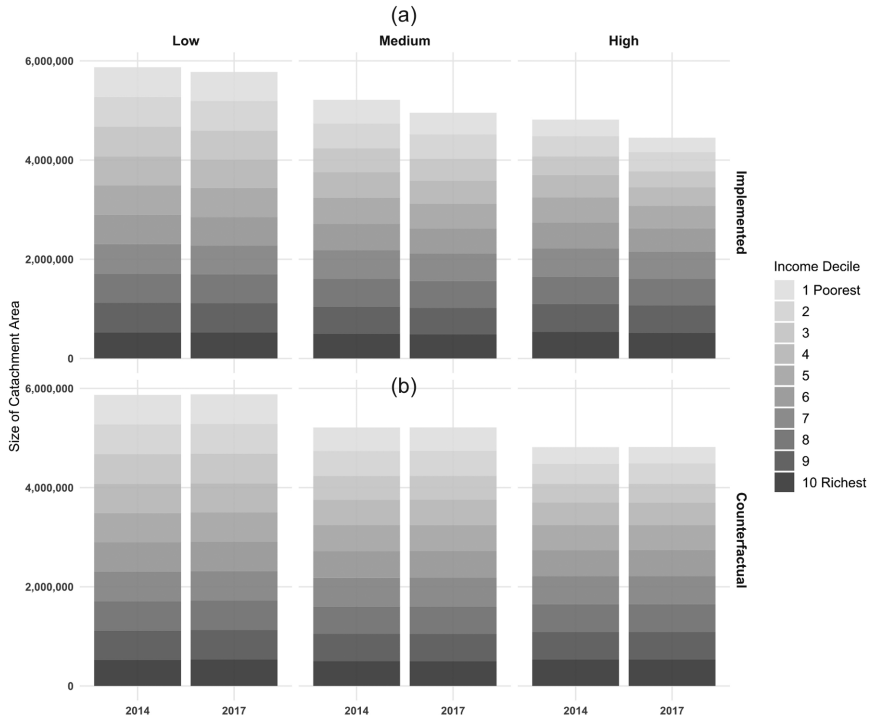 (a)
Low Medium High
6,000,000
4,000,000
2,000,000
0
Implemented
Size of Catachment Area
(b)
6,000,000
4,000,000
2,000,000
0
Counterfactual
2014 2017 2014 2017 2014 2017
Income Decile
1 Poorest
2
3
4
5
6
7
8
9
10 Richest